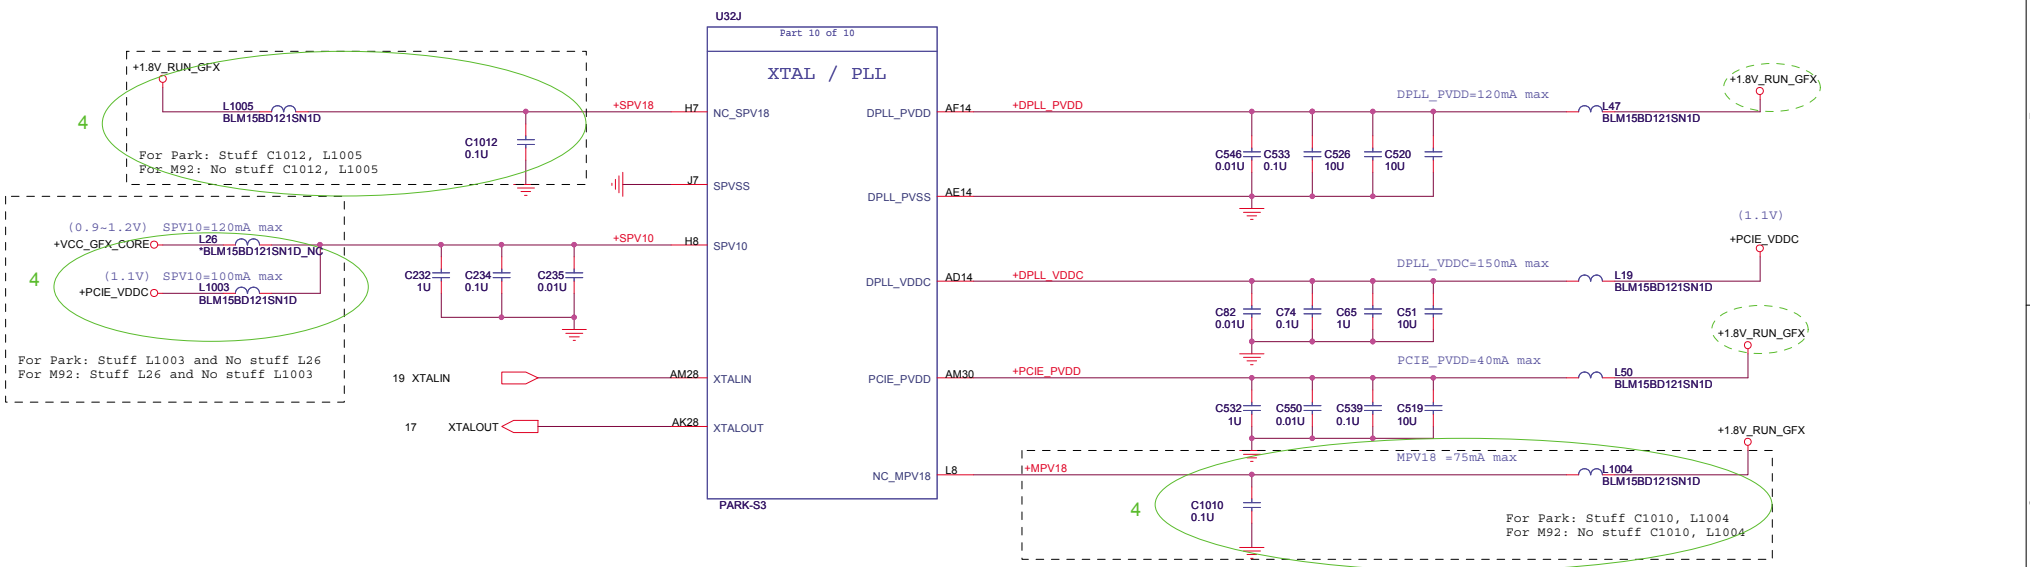 U32J
Part 10 of 10
XTAL / PLL
+1.8V_RUN_GFX
L1005
BLM15BD121SN1D
+SPV18
H7
NC_SPV18
4
C1012
0.1U
For Park: Stuff C1012, L1005
For M92: No stuff C1012, L1005
J7
SPVSS
(0.9~1.2V) SPV10=120mA max
+VCC_GFX_CORE
L26
*BLM15BD121SN1D_NC
+SPV10
H8
SPV10
(1.1V) SPV10=100mA max
4
+PCIE_VDDC
L1003
BLM15BD121SN1D
C232
1U
C234
0.1U
C235
0.01U
For Park: Stuff L1003 and No stuff L26
For M92: Stuff L26 and No stuff L1003
19 XTALIN
AM28
XTALIN
17 XTALOUT
AK28
XTALOUT
PARK-S3
DPLL_PVDD
AF14
+DPLL_PVDD
DPLL_PVDD=120mA max
L47
BLM15BD121SN1D
+1.8V_RUN_GFX
C546
0.01U
C533
0.1U
C526
10U
C520
10U
DPLL_PVSS
AE14
(1.1V)
+PCIE_VDDC
DPLL_VDDC
AD14
+DPLL_VDDC
DPLL_VDDC=150mA max
L19
BLM15BD121SN1D
C82
0.01U
C74
0.1U
C65
1U
C51
10U
+1.8V_RUN_GFX
PCIE_PVDD
AM30
+PCIE_PVDD
PCIE_PVDD=40mA max
L50
BLM15BD121SN1D
C532
1U
C550
0.01U
C539
0.1U
C519
10U
+1.8V_RUN_GFX
NC_MPV18
L8
+MPV18
MPV18 =75mA max
L1004
BLM15BD121SN1D
4
C1010
0.1U
For Park: Stuff C1010, L1004
For M92: No stuff C1010, L1004